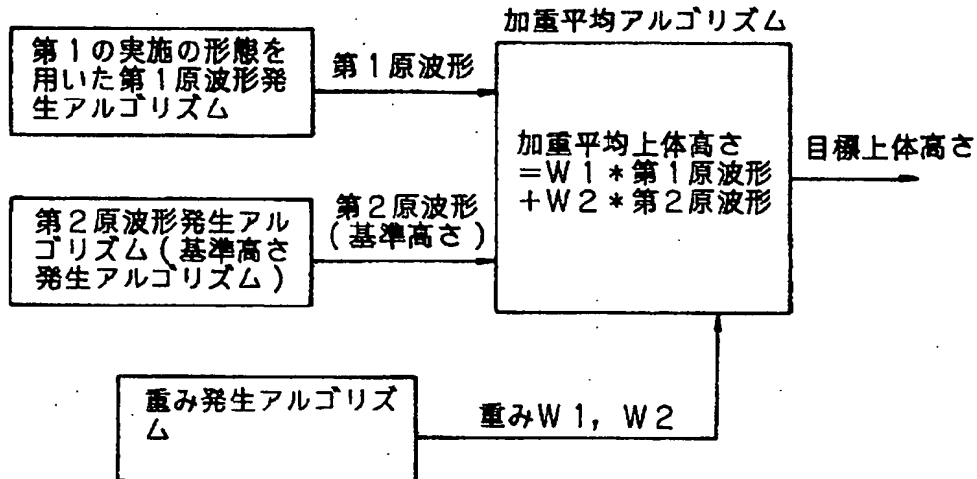 加重平均アルゴリズム
第1の実施の形態を
用いた第1原波形発
生アルゴリズム
第1原波形
加重平均上体高さ
=W1*第1原波形
+W2*第2原波形
目標上体高さ
第2原波形発生アル
ゴリズム(基準高さ
発生アルゴリズム)
第2原波形
(基準高さ)
重み発生アルゴリズ
ム
重みW1, W2